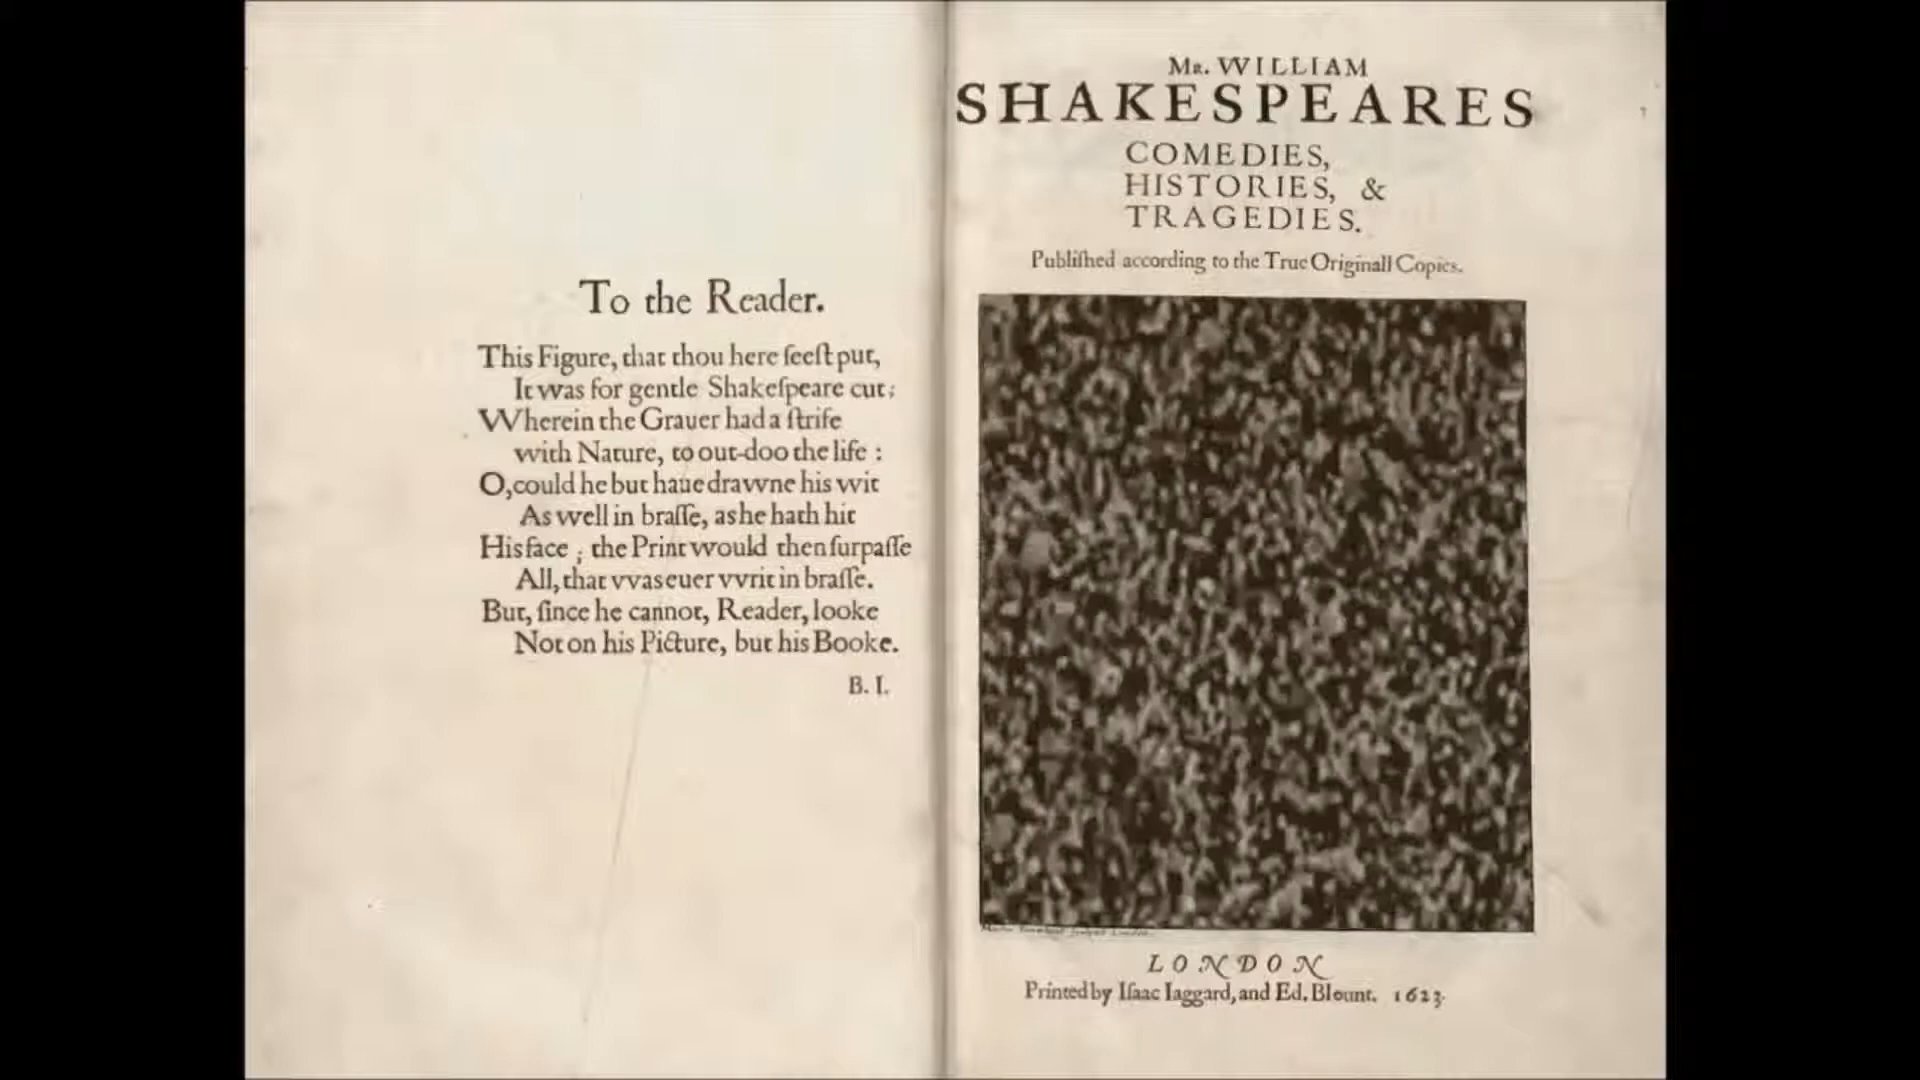 To the Reader.
This Figure, that thou here ſeeſt put,
It was for gentle Shakeſpeare cut;
Wherein the Grauer had a ſtrife
with Nature, to out-doo the life :
O, could he but haue dravvne his vvit
As well in braſſe, as he hath hit
His face ; the Print would then ſurpaſſe
All, that vvas euer vvrit in braſſe.
But, ſince he cannot, Reader, looke
Not on his Picture, but his Booke.
B. I.
Mr. WILLIAM
SHAKESPEARES
COMEDIES,
HISTORIES, &
TRAGEDIES.
Publiſhed according to the True Originall Copies.
LONDON
Printed by Iſaac Iaggard, and Ed. Blount. 1623.